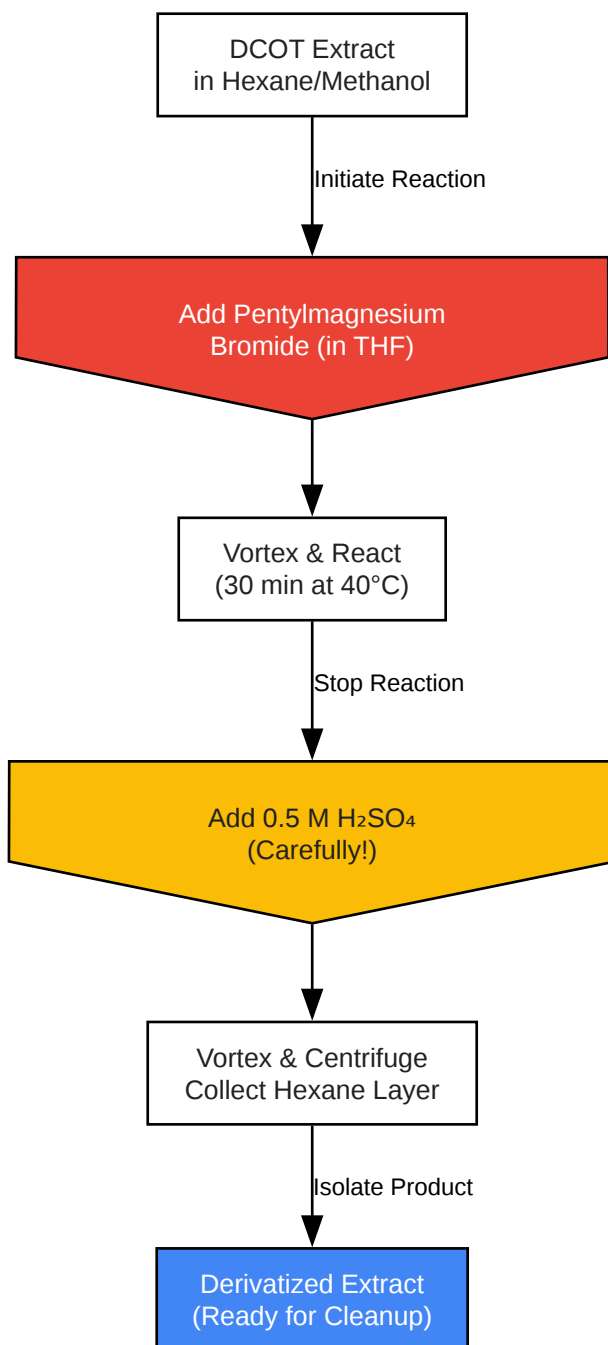 DCOT Extract
in Hexane/Methanol
Initiate Reaction
Add Pentylmagnesium
Bromide (in THF)
Vortex & React
(30 min at 40°C)
Stop Reaction
Add 0.5 M H₂SO₄
(Carefully!)
Vortex & Centrifuge
Collect Hexane Layer
Isolate Product
Derivatized Extract
(Ready for Cleanup)